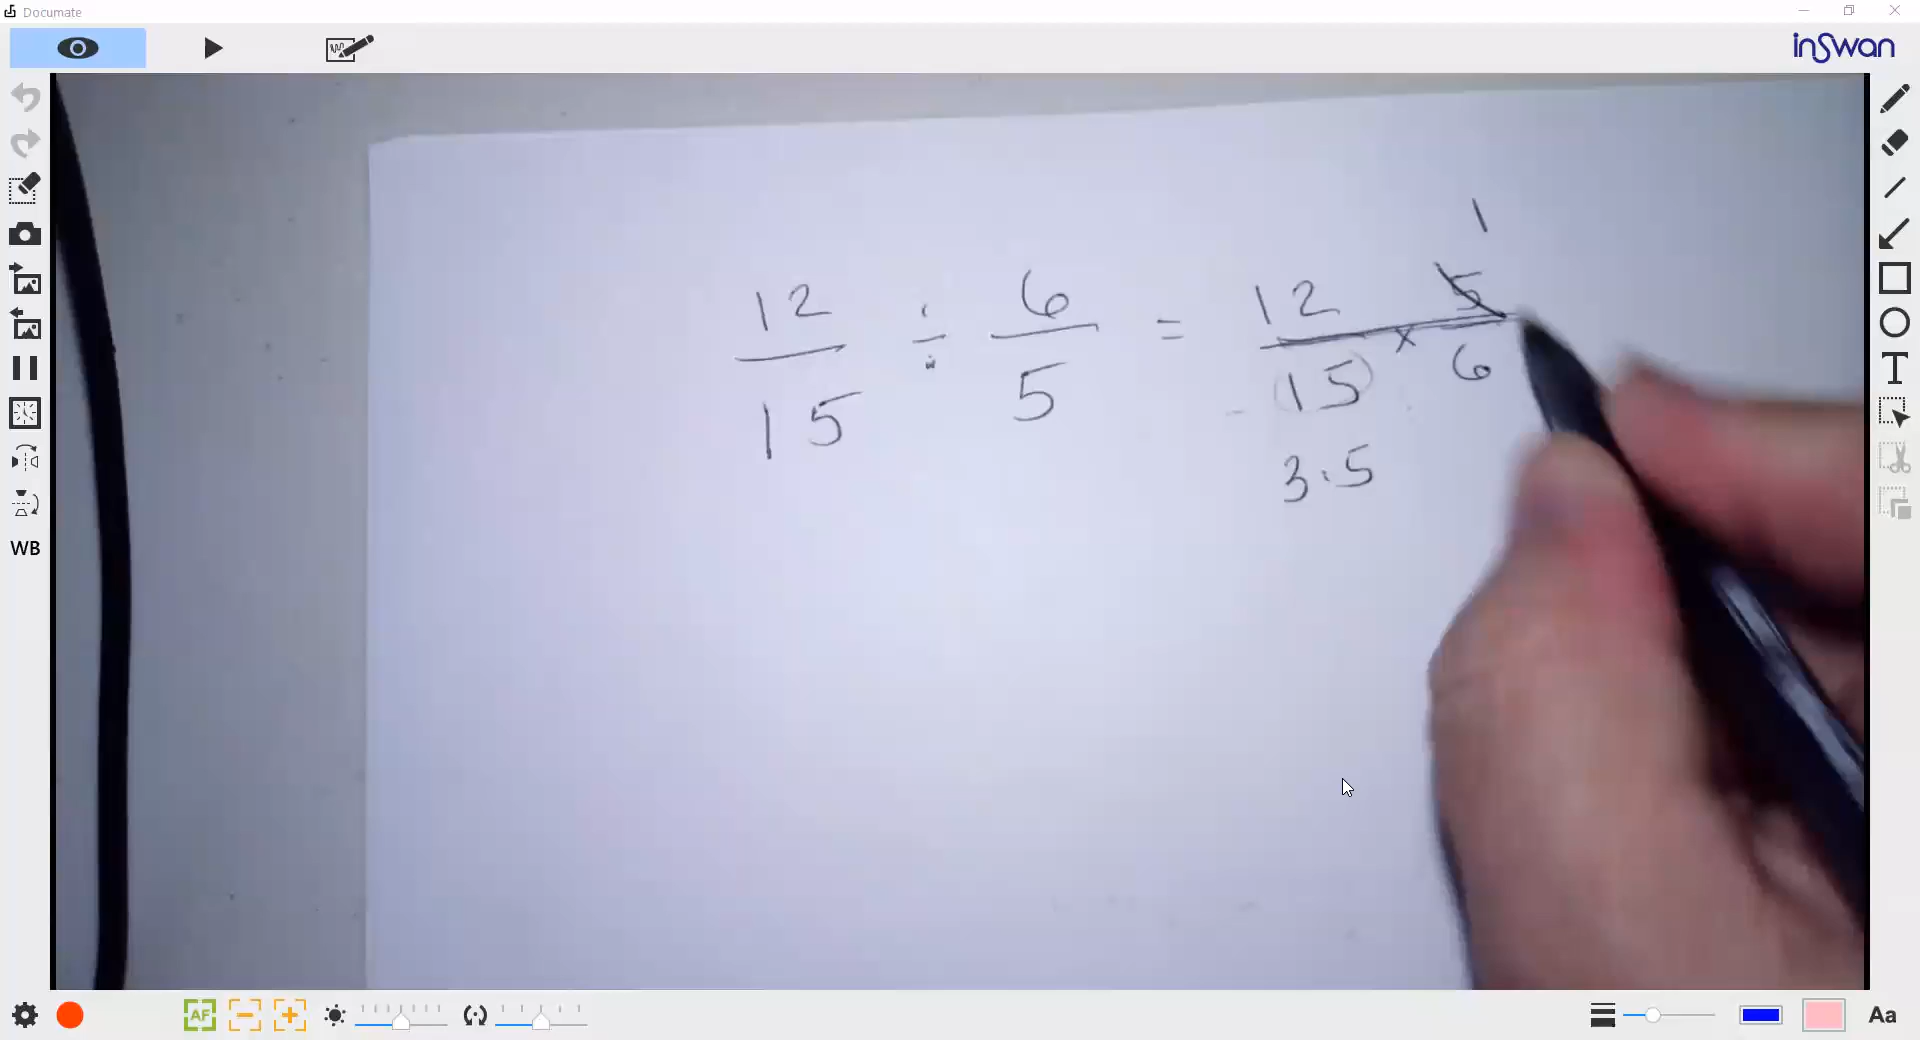 Documate
inSwan
12/15 ÷ 6/5 = 12/15 × 5/6
1
3·5
WB
T
AF
Aa